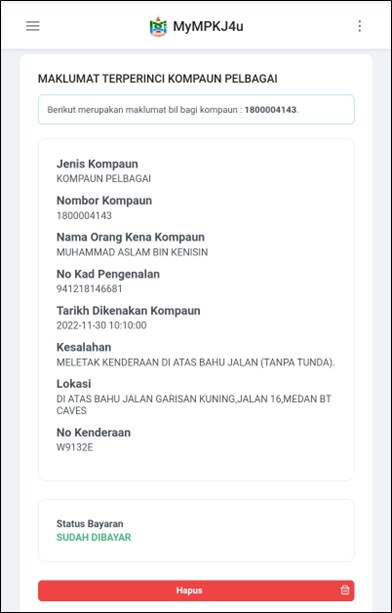 MyMPKJ4u
MAKLUMAT TERPERINCI KOMPAUN PELBAGAI
Berikut merupakan maklumat bil bagi kompaun : 1800004143.
Jenis Kompaun
KOMPAUN PELBAGAI
Nombor Kompaun
1800004143
Nama Orang Kena Kompaun
MUHAMMAD ASLAM BIN KENISIN
No Kad Pengenalan
941218146681
Tarikh Dikenakan Kompaun
2022-11-30 10:10:00
Kesalahan
MELETAK KENDERAAN DI ATAS BAHU JALAN (TANPA TUNDA).
Lokasi
DI ATAS BAHU JALAN GARISAN KUNING,JALAN 16,MEDAN BT
CAVES
No Kenderaan
W9132E
Status Bayaran
SUDAH DIBAYAR
Hapus